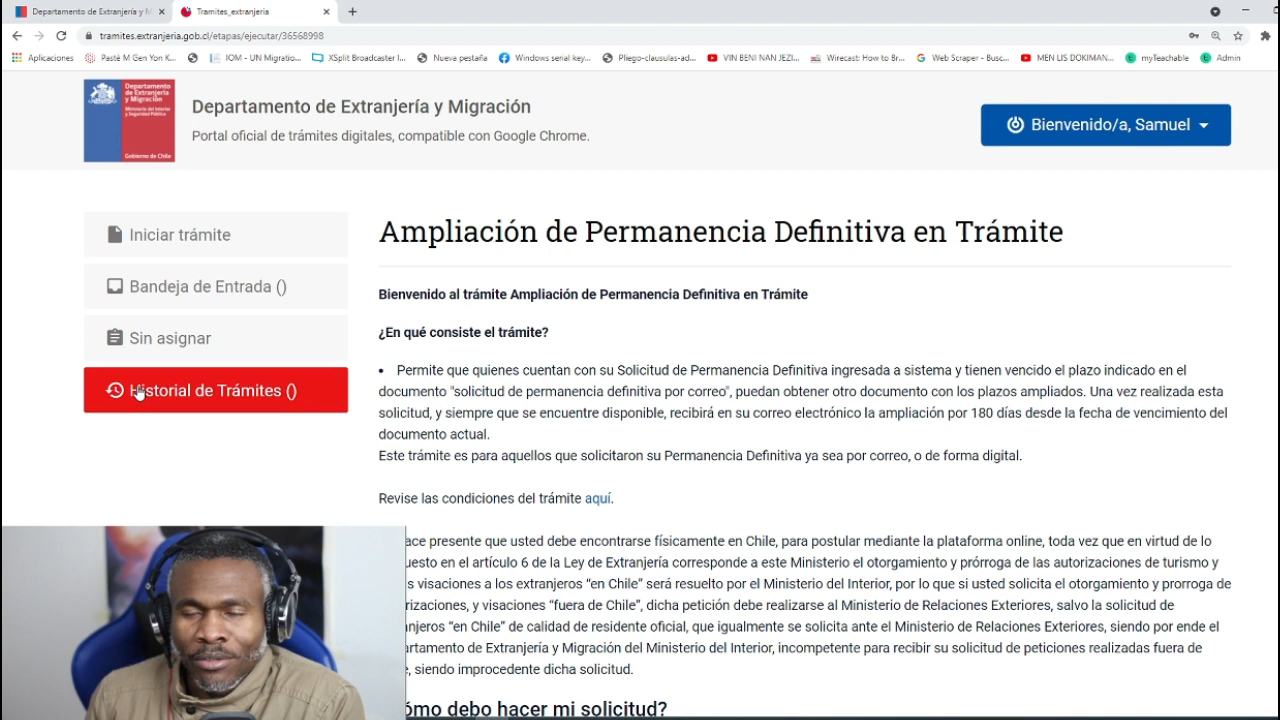 Departamento de Extranjería y M
Tramites_extranjeria
tramites.extranjeria.gob.cl/etapas/ejecutar/36568998
Aplicaciones
Pastè M Gen Yon K...
IOM - UN Migratio...
XSplit Broadcaster I...
Nueva pestaña
Windows serial key...
Pliego-clausulas-ad...
VIN BENI NAN JEZI...
Wirecast: How to Br...
Web Scraper - Busc...
MEN LIS DOKIMAN...
myTeachable
Admin
Departamento
de Extranjería
y Migración
Ministerio del Interior
y Seguridad Pública
Gobierno de Chile
Departamento de Extranjería y Migración
Portal oficial de trámites digitales, compatible con Google Chrome.
Bienvenido/a, Samuel
Iniciar trámite
Bandeja de Entrada ()
Sin asignar
Historial de Trámites ()
Ampliación de Permanencia Definitiva en Trámite
Bienvenido al trámite Ampliación de Permanencia Definitiva en Trámite
¿En qué consiste el trámite?
• Permite que quienes cuentan con su Solicitud de Permanencia Definitiva ingresada a sistema y tienen vencido el plazo indicado en el
documento "solicitud de permanencia definitiva por correo", puedan obtener otro documento con los plazos ampliados. Una vez realizada esta
solicitud, y siempre que se encuentre disponible, recibirá en su correo electrónico la ampliación por 180 días desde la fecha de vencimiento del
documento actual.
Este trámite es para aquellos que solicitaron su Permanencia Definitiva ya sea por correo, o de forma digital.
Revise las condiciones del trámite aquí.
ace presente que usted debe encontrarse físicamente en Chile, para postular mediante la plataforma online, toda vez que en virtud de lo
uesto en el artículo 6 de la Ley de Extranjería corresponde a este Ministerio el otorgamiento y prórroga de las autorizaciones de turismo y
s visaciones a los extranjeros “en Chile” será resuelto por el Ministerio del Interior, por lo que si usted solicita el otorgamiento y prorroga de
rizaciones, y visaciones “fuera de Chile”, dicha petición debe realizarse al Ministerio de Relaciones Exteriores, salvo la solicitud de
njeros “en Chile” de calidad de residente oficial, que igualmente se solicita ante el Ministerio de Relaciones Exteriores, siendo por ende el
artamento de Extranjería y Migración del Ministerio del Interior, incompetente para recibir su solicitud de peticiones realizadas fuera de
, siendo improcedente dicha solicitud.
ómo debo hacer mi solicitud?